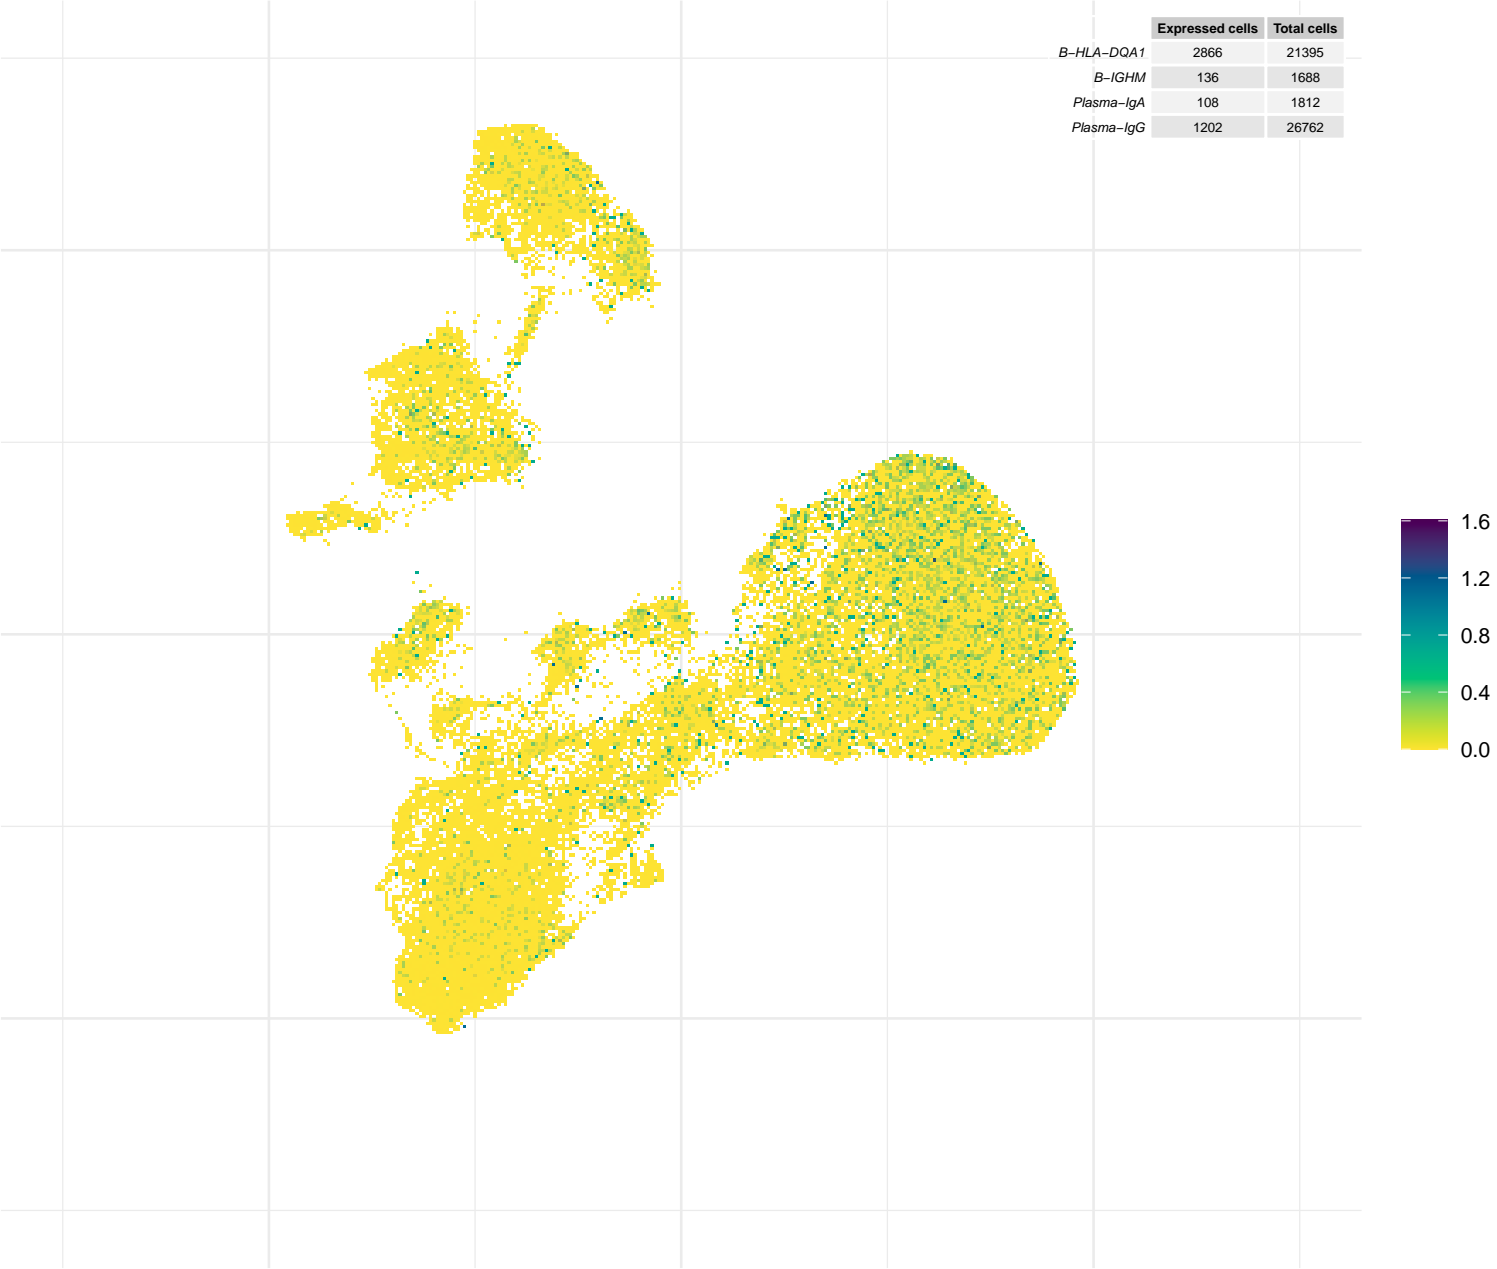 Expressed cells Total cells
B−HLA−DQA1 2866 21395
B−IGHM 136 1688
Plasma−IgA 108 1812
Plasma−IgG 1202 26762
1.6
1.2
0.8
0.4
0.0